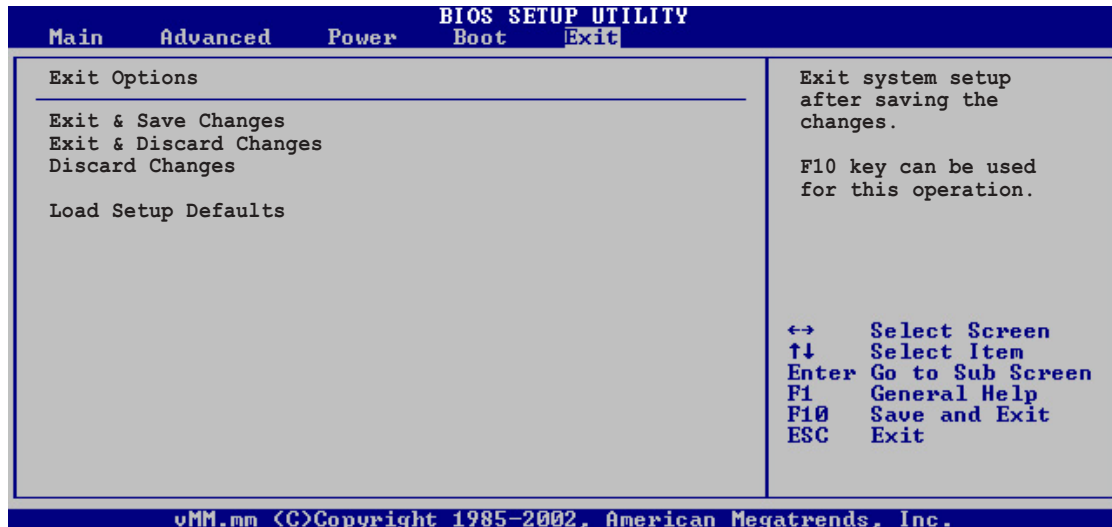 BIOS SETUP UTILITY
Main Advanced Power Boot Exit
Exit Options
Exit & Save Changes
Exit & Discard Changes
Discard Changes
Load Setup Defaults
Exit system setup
after saving the
changes.
F10 key can be used
for this operation.
←→ Select Screen
↑↓ Select Item
Enter Go to Sub Screen
F1 General Help
F10 Save and Exit
ESC Exit
vMM.mm (C)Copyright 1985-2002, American Megatrends, Inc.